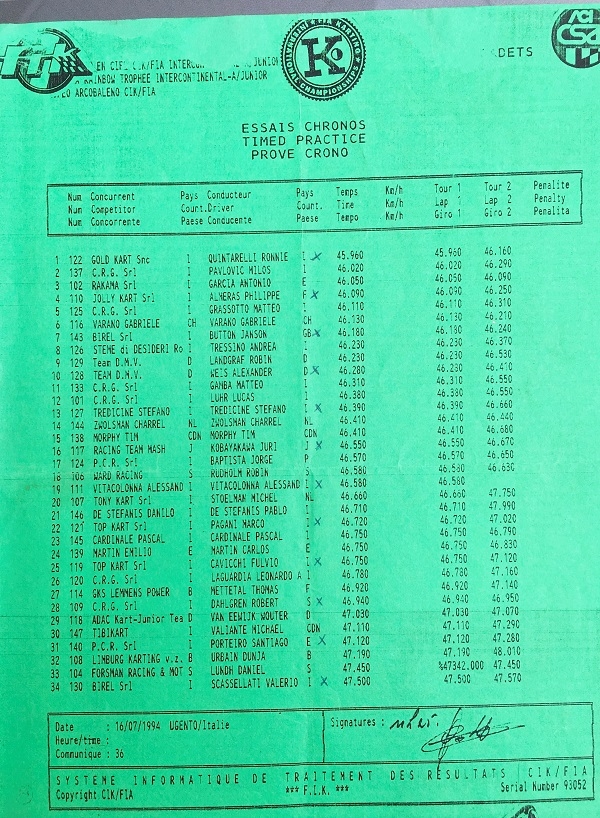 fik
EN CIF CIK/FIA INTERCON A JUNIOR
RAINBOW TROPHEE INTERCONTINENTAL-A/JUNIOR
ARCOBALENO CIK/FIA
FIA KARTING
CHAMPIONSHIPS
K
DETS
ACI
CSAI
ESSAIS CHRONOS
TIMED PRACTICE
PROVE CRONO
Num Concurrent Pays Conducteur Pays Temps Km/h Tour 1 Tour 2 Penalite
Num Competitor Count.Driver Count. Time Km/h Lap 1 Lap 2 Penalty
Num Concorrente Paese Conducente Paese Tempo Km/h Giro 1 Giro 2 Penalita
1 122 GOLD KART Snc I QUINTARELLI RONNIE I x 45.960 45.960 46.160
2 137 C.R.G. Srl I PAVLOVIC MILOS I 46.020 46.020 46.290
3 102 RAKAMA Srl I GARCIA ANTONIO E 46.050 46.050 46.090
4 110 JOLLY KART Srl I ALMERAS PHILIPPE F x 46.090 46.090 46.250
5 125 C.R.G. Srl I GRASSOTTO MATTEO I 46.110 46.110 46.310
6 116 VARANO GABRIELE CH VARANO GABRIELE CH 46.130 46.130 46.210
7 143 BIREL Srl I BUTTON JANSON GB x 46.180 46.180 46.240
8 126 STEME di DESIDERI Ro I TRESSINO ANDREA I 46.230 46.230 46.370
9 129 Team D.M.V. D LANDGRAF ROBIN D 46.230 46.230 46.530
10 128 TEAM D.M.V. D WEIS ALEXANDER D x 46.280 46.280 46.410
11 133 C.R.G. Srl I GAMBA MATTEO I 46.310 46.310 46.550
12 101 C.R.G. Srl I LUHR LUCAS I 46.380 46.380 46.550
13 127 TREDICINE STEFANO I TREDICINE STEFANO I x 46.390 46.390 46.660
14 144 ZWOLSMAN CHARREL NL ZWOLSMAN CHARREL NL 46.410 46.410 46.440
15 138 MORPHY TIM CDN MORPHY TIM CDN 46.410 46.410 46.680
16 117 RACING TEAM MASH J KOBAYAKAWA JURI J x 46.550 46.550 46.670
17 124 P.C.R. Srl I BAPTISTA JORGE P 46.570 46.570 46.650
18 106 WARD RACING S RUDHOLM ROBIN S 46.580 46.580 46.630
19 111 VITACOLONNA ALESSAND I VITACOLONNA ALESSAND I x 46.580 46.580
20 107 TONY KART Srl I STOELMAN MICHEL NL 46.660 46.660 47.750
21 146 DE STEFANIS DANILO I DE STEFANIS PABLO I 46.710 46.710 47.990
22 121 TOP KART Srl I PAGANI MARCO I x 46.720 46.720 47.020
23 145 CARDINALE PASCAL I CARDINALE PASCAL I 46.750 46.750 46.790
24 139 MARTIN EMILIO E MARTIN CARLOS E 46.750 46.750 46.830
25 119 TOP KART Srl I CAVICCHI FULVIO I x 46.750 46.750 47.120
26 120 C.R.G. Srl I LAGUARDIA LEONARDO A I 46.780 46.780 47.160
27 114 GKS LEMMENS POWER B METTETAL THOMAS F 46.920 46.920 47.140
28 109 C.R.G. Srl I DAHLGREN ROBERT S x 46.940 46.940 46.950
29 118 ADAC Kart-Junior Tea D VAN EEWIJK WOUTER D 47.030 47.030 47.070
30 147 TIBIKART I VALIANTE MICHAEL CDN 47.110 47.110 47.290
31 140 P.C.R. Srl I PORTEIRO SANTIAGO E x 47.120 47.120 47.280
32 108 LIMBURG KARTING v.z. B URBAIN DUNJA B 47.190 47.190 48.010
33 104 FORSMAN RACING & MOT S LUNDH DANIEL S 47.450 %47342.000 47.450
34 130 BIREL Srl I SCASSELLATI VALERIO I x 47.500 47.500 47.570
Date : 16/07/1994 UGENTO/Italie Signatures :
Heure/time :
Communique : 36
SYSTEME INFORMATIQUE DE TRAITEMENT DES RESULTATS CIK/FIA
Copyright CIK/FIA *** F.I.K. *** Serial Number 93052